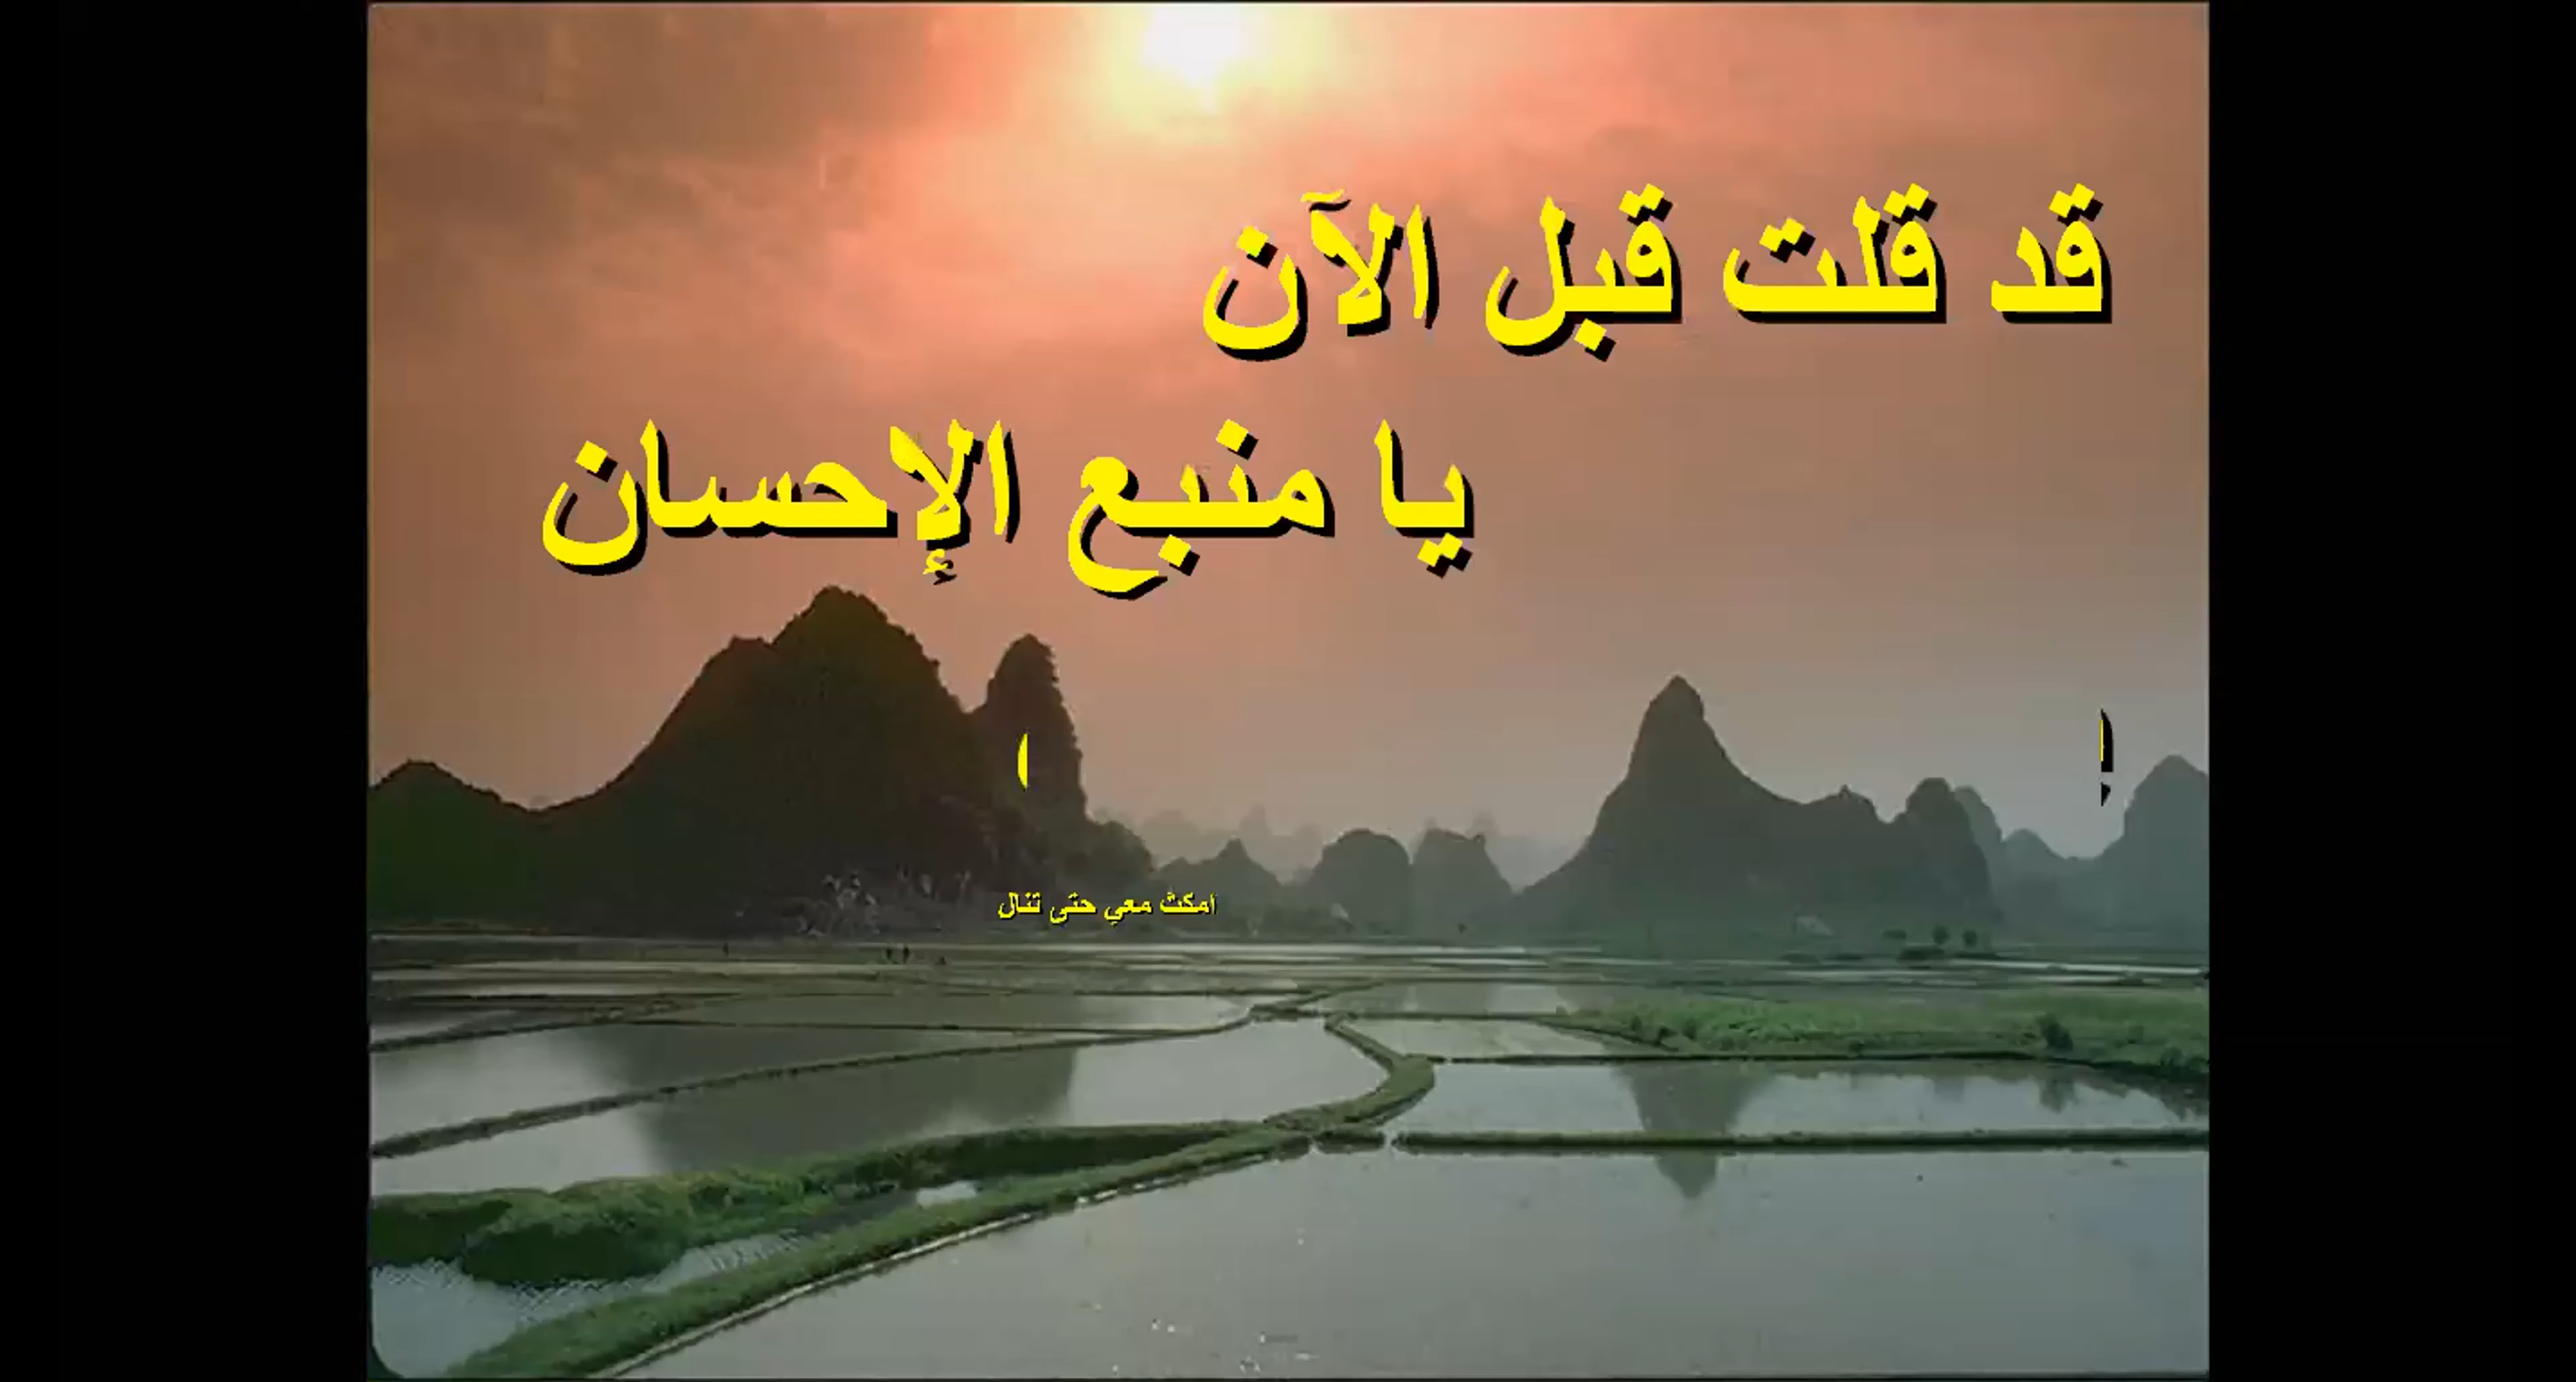 قد قلت قبل الآن
يا منبع الإحسان
امكث معي حتى تنال